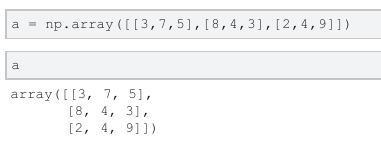 a = np.array([[3,7,5],[8,4,3],[2,4,9]])
a
array([[3, 7, 5],
       [8, 4, 3],
       [2, 4, 9]])